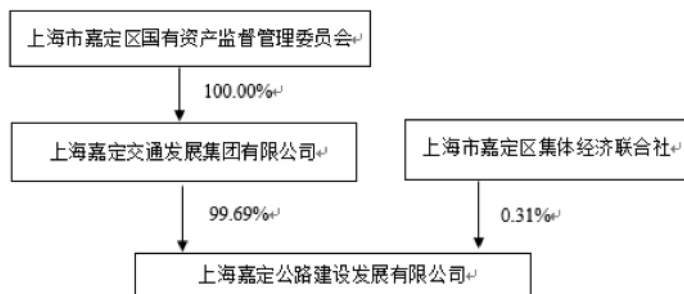 上海市嘉定区国有资产监督管理委员会
100.00%
上海嘉定交通发展集团有限公司
上海市嘉定区集体经济联合社
99.69%
0.31%
上海嘉定公路建设发展有限公司